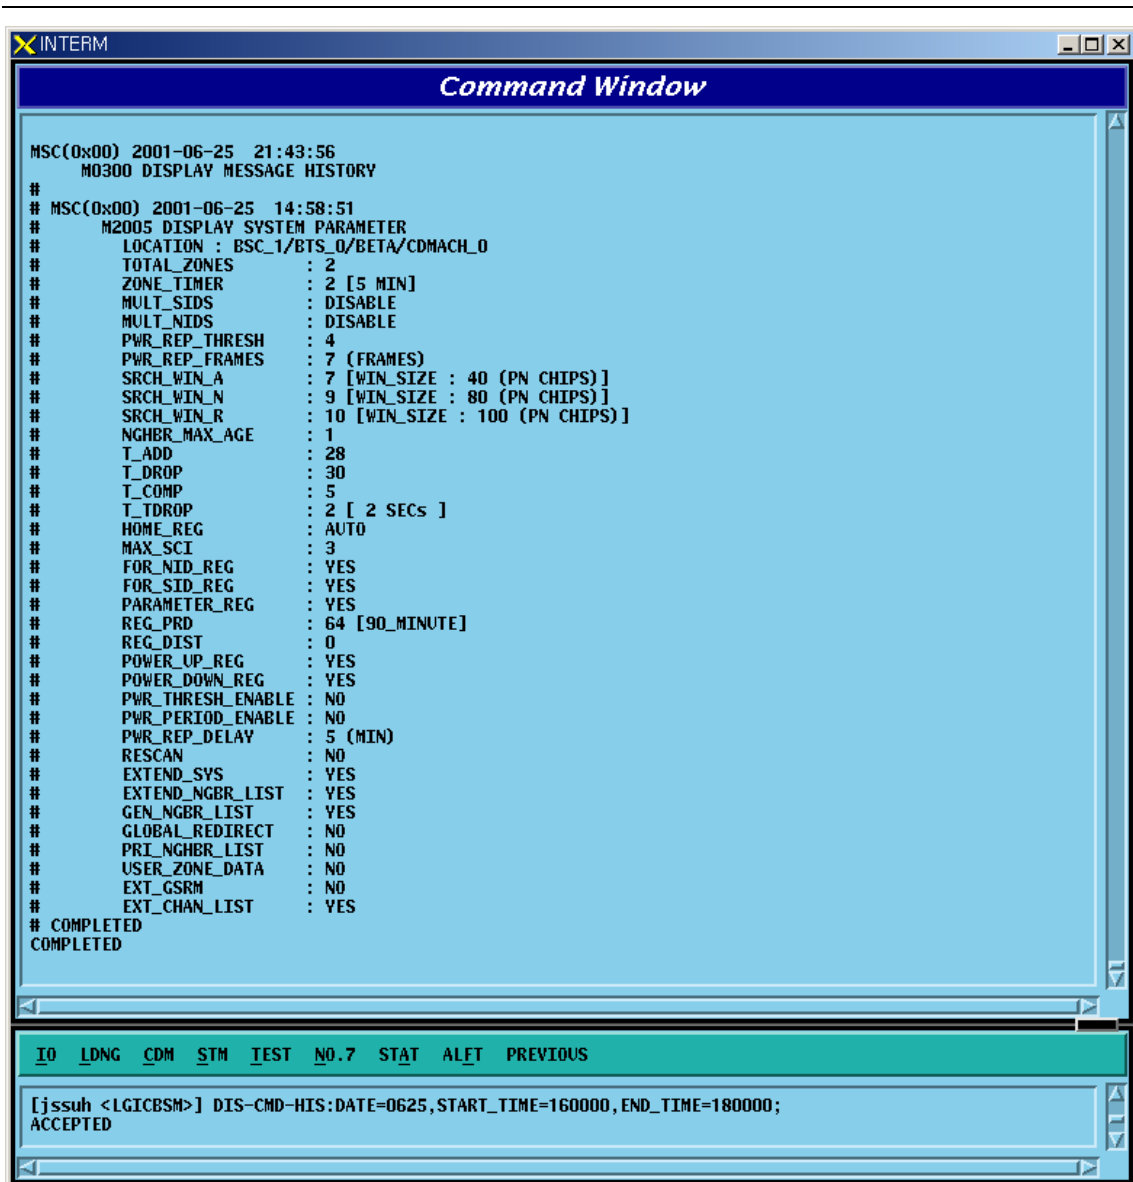 INTERM
Command Window
MSC(0x00) 2001-06-25  21:43:56
     M0300 DISPLAY MESSAGE HISTORY
#
# MSC(0x00) 2001-06-25  14:58:51
#      M2005 DISPLAY SYSTEM PARAMETER
#        LOCATION : BSC_1/BTS_0/BETA/CDMACH_0
#        TOTAL_ZONES       : 2
#        ZONE_TIMER        : 2 [5 MIN]
#        MULT_SIDS         : DISABLE
#        MULT_NIDS         : DISABLE
#        PWR_REP_THRESH    : 4
#        PWR_REP_FRAMES    : 7 (FRAMES)
#        SRCH_WIN_A        : 7 [WIN_SIZE : 40 (PN CHIPS)]
#        SRCH_WIN_N        : 9 [WIN_SIZE : 80 (PN CHIPS)]
#        SRCH_WIN_R        : 10 [WIN_SIZE : 100 (PN CHIPS)]
#        NGHBR_MAX_AGE     : 1
#        T_ADD             : 28
#        T_DROP            : 30
#        T_COMP            : 5
#        T_TDROP           : 2 [ 2 SECs ]
#        HOME_REG          : AUTO
#        MAX_SCI           : 3
#        FOR_NID_REG       : YES
#        FOR_SID_REG       : YES
#        PARAMETER_REG     : YES
#        REG_PRD           : 64 [90_MINUTE]
#        REG_DIST          : 0
#        POWER_UP_REG      : YES
#        POWER_DOWN_REG    : YES
#        PWR_THRESH_ENABLE : NO
#        PWR_PERIOD_ENABLE : NO
#        PWR_REP_DELAY     : 5 (MIN)
#        RESCAN            : NO
#        EXTEND_SYS        : YES
#        EXTEND_NGBR_LIST  : YES
#        GEN_NGBR_LIST     : YES
#        GLOBAL_REDIRECT   : NO
#        PRI_NGHBR_LIST    : NO
#        USER_ZONE_DATA    : NO
#        EXT_GSRM          : NO
#        EXT_CHAN_LIST     : YES
# COMPLETED
COMPLETED
IO LDNG CDM STM TEST NO.7 STAT ALFT PREVIOUS
[jssuh <LGICBSM>] DIS-CMD-HIS:DATE=0625,START_TIME=160000,END_TIME=180000;
ACCEPTED